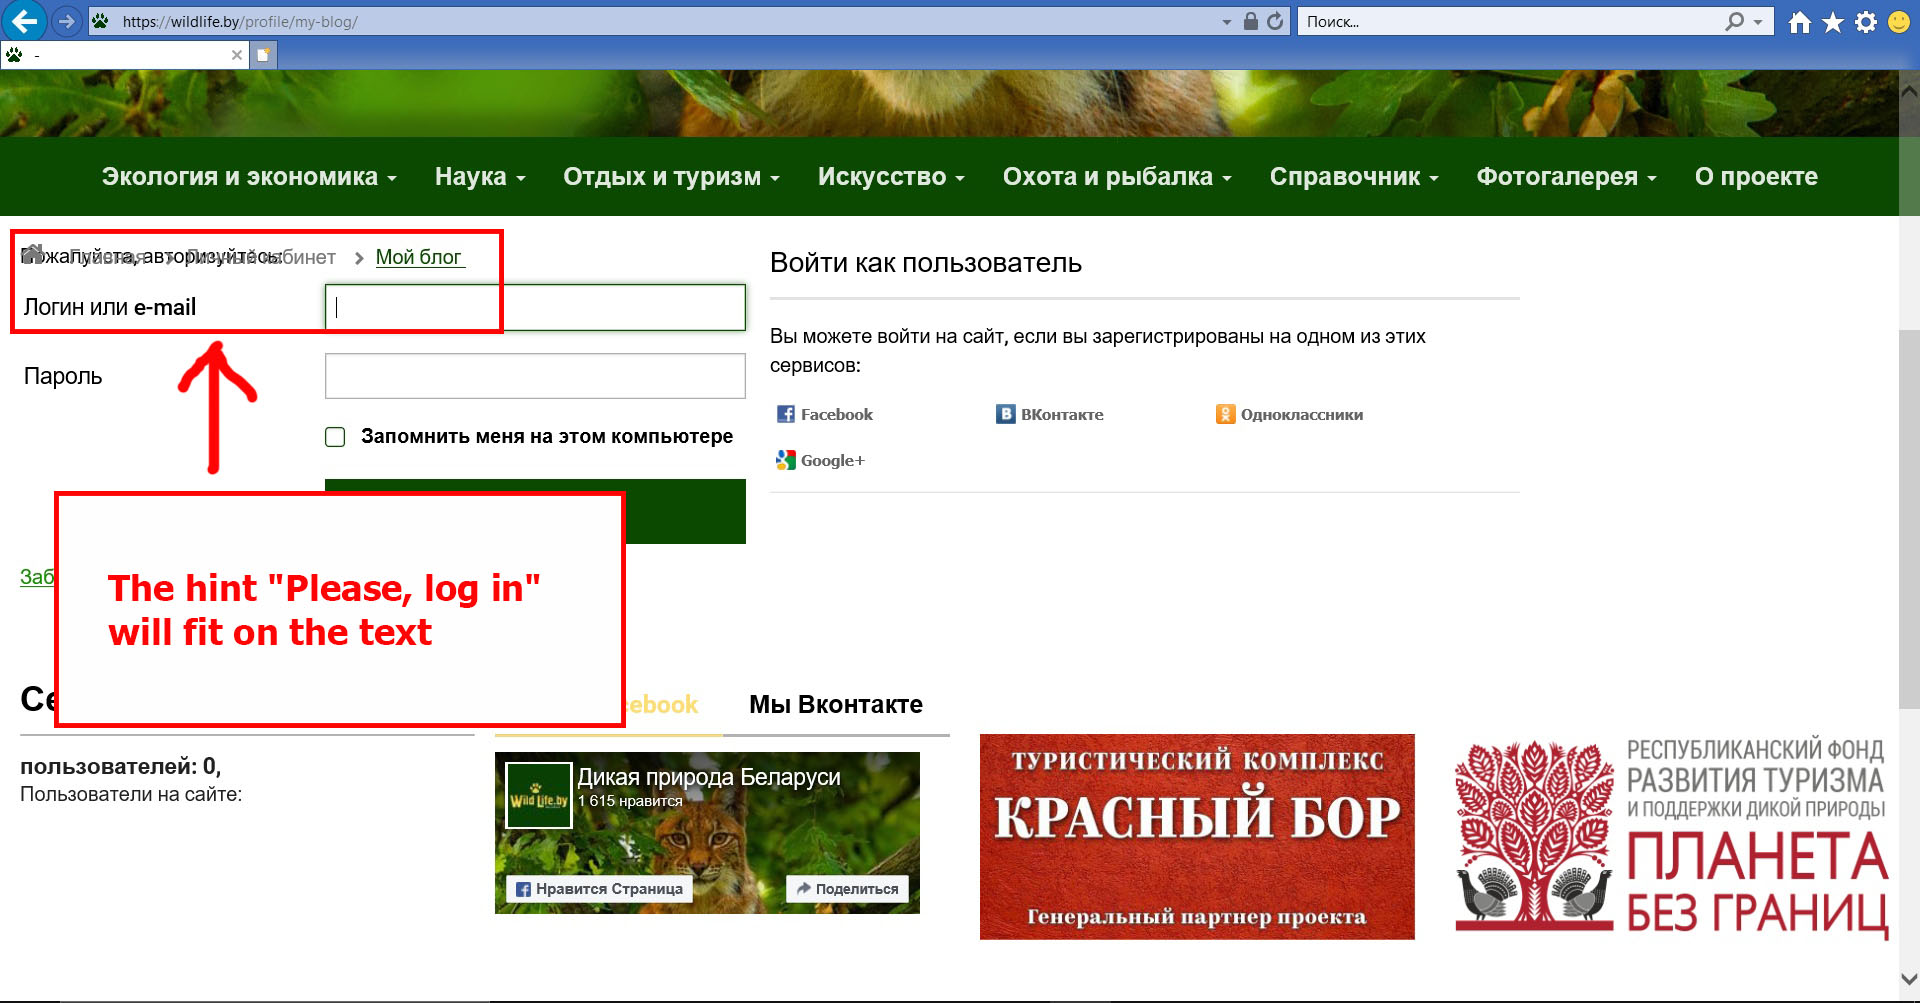 https://wildlife.by/profile/my-blog/
Поиск...
-
Экология и экономика
Наука
Отдых и туризм
Искусство
Охота и рыбалка
Справочник
Фотогалерея
О проекте
Пожалуйста, авторизуйтесь:
Главная
Личный кабинет
Мой блог
Логин или e-mail
Пароль
Запомнить меня на этом компьютере
Заб
The hint "Please, log in"
will fit on the text
Войти как пользователь
Вы можете войти на сайт, если вы зарегистрированы на одном из этих
сервисов:
Facebook
ВКонтакте
Одноклассники
Google+
Се
cebook
Мы Вконтакте
пользователей: 0,
Пользователи на сайте:
Wild Life.by
Дикая природа Беларуси
1 615 нравится
Нравится Страница
Поделиться
ТУРИСТИЧЕСКИЙ КОМПЛЕКС
КРАСНЫЙ БОР
Генеральный партнер проекта
РЕСПУБЛИКАНСКИЙ ФОНД
РАЗВИТИЯ ТУРИЗМА
И ПОДДЕРЖКИ ДИКОЙ ПРИРОДЫ
ПЛАНЕТА
БЕЗ ГРАНИЦ